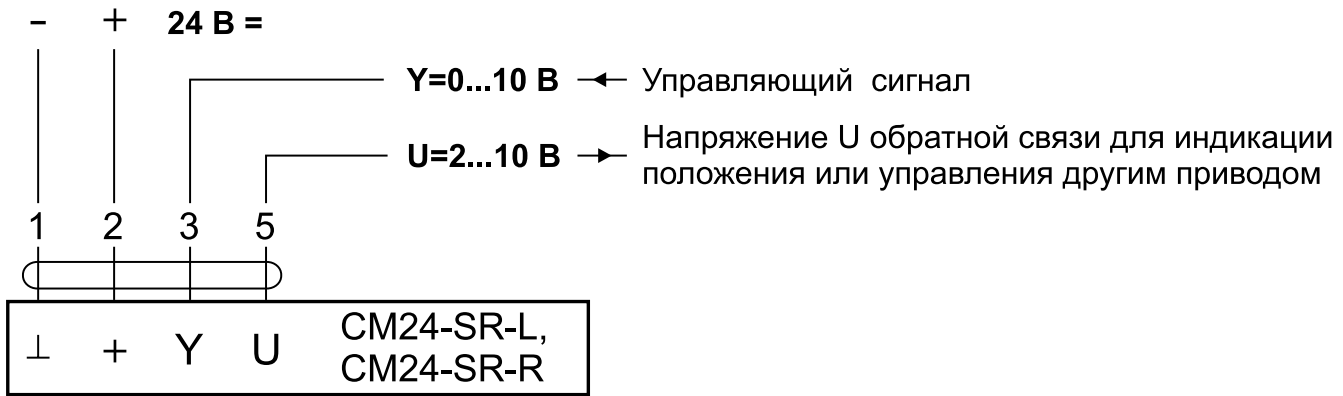 - + 24 В =
Y=0...10 В Управляющий сигнал
U=2...10 В Напряжение U обратной связи для индикации
положения или управления другим приводом
1 2 3 5
⊥ + Y U CM24-SR-L,
CM24-SR-R